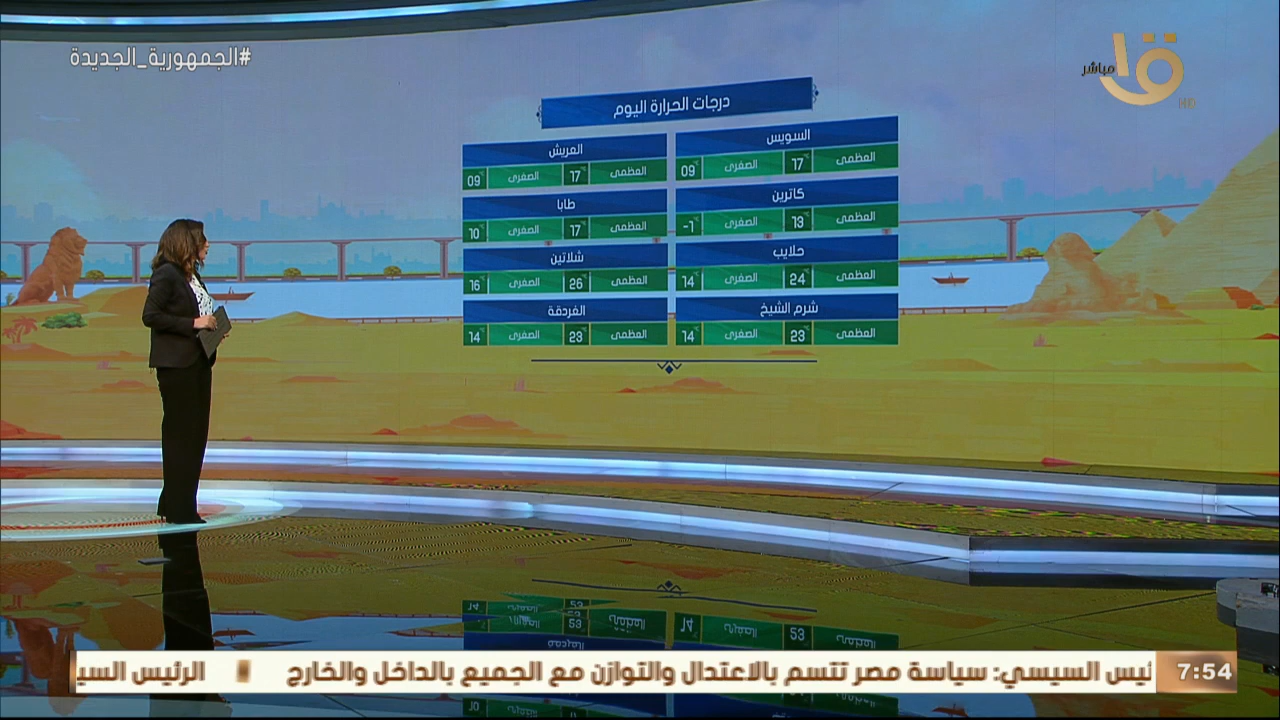 #الجمهورية_الجديدة
مباشر
HD
درجات الحرارة اليوم
السويس
العظمى 17 الصغرى 09
العريش
العظمى 17 الصغرى 09
كاترين
العظمى 13 الصغرى 1-
طابا
العظمى 17 الصغرى 10
حلايب
العظمى 24 الصغرى 14
شلاتين
العظمى 26 الصغرى 16
شرم الشيخ
العظمى 23 الصغرى 14
الغردقة
العظمى 23 الصغرى 14
7:54 ئيس السيسي: سياسة مصر تتسم بالاعتدال والتوازن مع الجميع بالداخل والخارج الرئيس السي